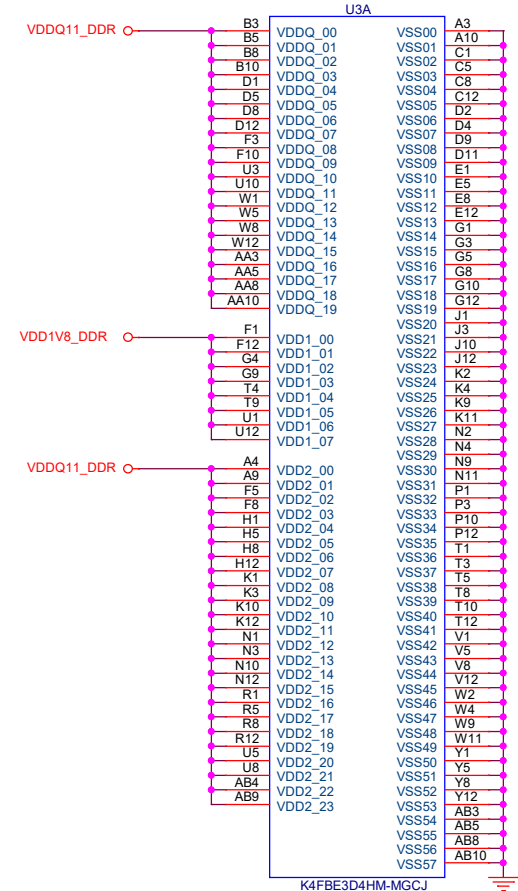 U3A
VDDQ11_DDR B3 VDDQ_00 VSS00 A3
B5 VDDQ_01 VSS01 A10
B8 VDDQ_02 VSS02 C1
B10 VDDQ_03 VSS03 C5
D1 VDDQ_04 VSS04 C8
D5 VDDQ_05 VSS05 C12
D8 VDDQ_06 VSS06 D2
D12 VDDQ_07 VSS07 D4
F3 VDDQ_08 VSS08 D9
F10 VDDQ_09 VSS09 D11
U3 VDDQ_10 VSS10 E1
U10 VDDQ_11 VSS11 E5
W1 VDDQ_12 VSS12 E8
W5 VDDQ_13 VSS13 E12
W8 VDDQ_14 VSS14 G1
W12 VDDQ_15 VSS15 G3
AA3 VDDQ_16 VSS16 G5
AA5 VDDQ_17 VSS17 G8
AA8 VDDQ_18 VSS18 G10
AA10 VDDQ_19 VSS19 G12
VSS20 J1
VDD1V8_DDR F1 VDD1_00 VSS21 J3
F12 VDD1_01 VSS22 J10
G4 VDD1_02 VSS23 J12
G9 VDD1_03 VSS24 K2
T4 VDD1_04 VSS25 K4
T9 VDD1_05 VSS26 K9
U1 VDD1_06 VSS27 K11
U12 VDD1_07 VSS28 N2
VSS29 N4
VDDQ11_DDR A4 VDD2_00 VSS30 N9
A9 VDD2_01 VSS31 N11
F5 VDD2_02 VSS32 P1
F8 VDD2_03 VSS33 P3
H1 VDD2_04 VSS34 P10
H5 VDD2_05 VSS35 P12
H8 VDD2_06 VSS36 T1
H12 VDD2_07 VSS37 T3
K1 VDD2_08 VSS38 T5
K3 VDD2_09 VSS39 T8
K10 VDD2_10 VSS40 T10
K12 VDD2_11 VSS41 T12
N1 VDD2_12 VSS42 V1
N3 VDD2_13 VSS43 V5
N10 VDD2_14 VSS44 V8
N12 VDD2_15 VSS45 V12
R1 VDD2_16 VSS46 W2
R5 VDD2_17 VSS47 W4
R8 VDD2_18 VSS48 W9
R12 VDD2_19 VSS49 W11
U5 VDD2_20 VSS50 Y1
U8 VDD2_21 VSS51 Y5
AB4 VDD2_22 VSS52 Y8
AB9 VDD2_23 VSS53 Y12
VSS54 AB3
VSS55 AB5
VSS56 AB8
VSS57 AB10
K4FBE3D4HM-MGCJ